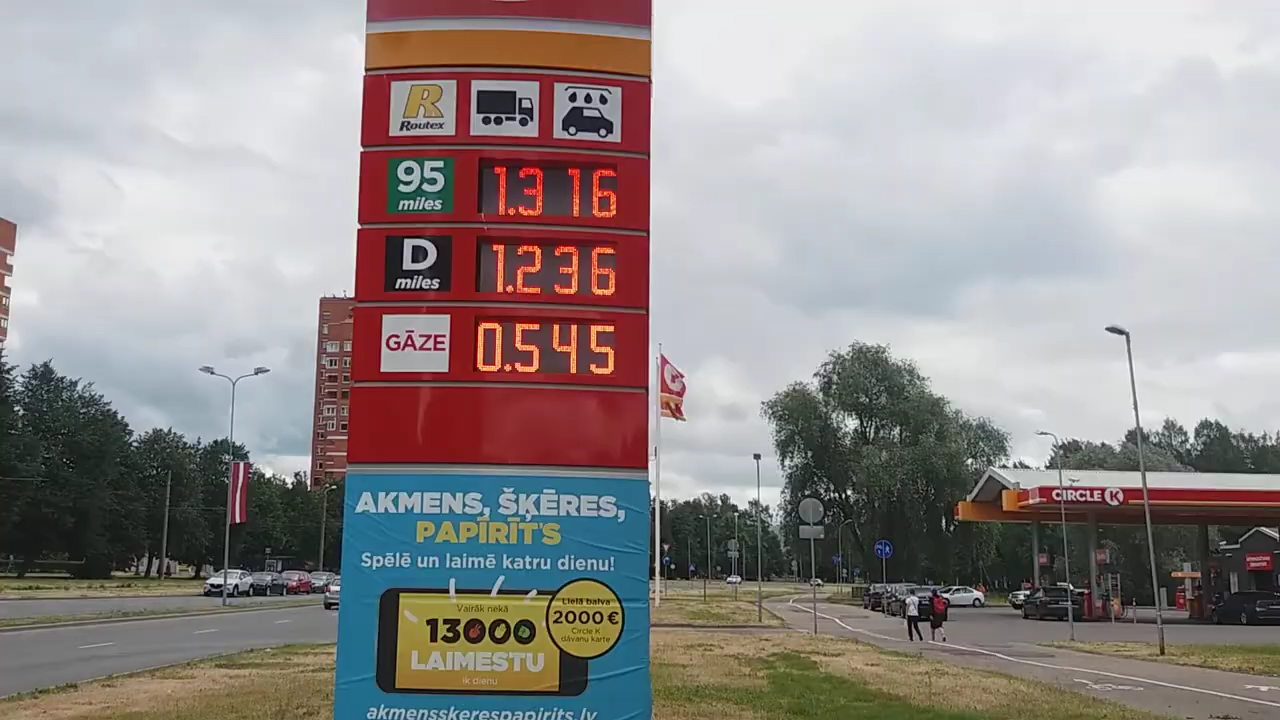 R
Routex
95
miles
1.316
D
miles
1.236
GĀZE
0.545
AKMENS, ŠĶĒRES,
PAPĪRĪT'S
Spēlē un laimē katru dienu!
Vairāk nekā
13000
LAIMESTU
ik dienu
Lielā balva
2000 €
Circle K
dāvanu karte
akmensskerespapirits.lv
CIRCLE K